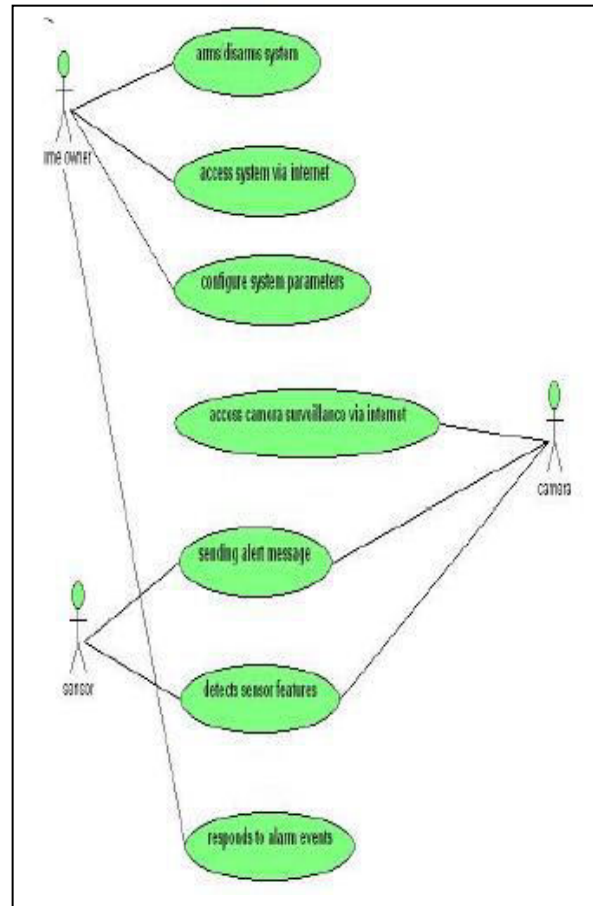 arms/disarms system
ome owner
access system via internet
configure system parameters
access camera surveillance via internet
camera
sending alert message
sensor
detects sensor features
responds to alarm events